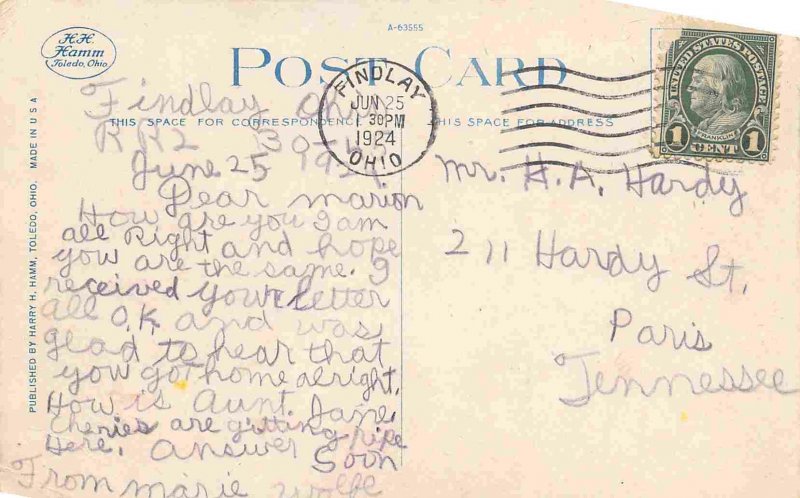 A-63555
H.H.
Hamm
Toledo, Ohio.
POST CARD
THIS SPACE FOR CORRESPONDENCE
THIS SPACE FOR ADDRESS
FINDLAY
JUN 25
1 30PM
1924
OHIO
UNITED STATES POSTAGE
FRANKLIN
1 CENT 1
PUBLISHED BY HARRY H. HAMM, TOLEDO, OHIO. MADE IN U S A
Findlay Ohio
RR2
June 25 1924
Dear marion
How are you I am
all Right and hope
you are the same. I
received your letter
all O.K and was
glad to hear that
you got home alright,
How is Aunt. Jane,
Cheries are gitting ripe
Here. Answer Soon
From marie Wolfe
Mr. H.A. Hardy
211 Hardy St.
Paris
Tennessee